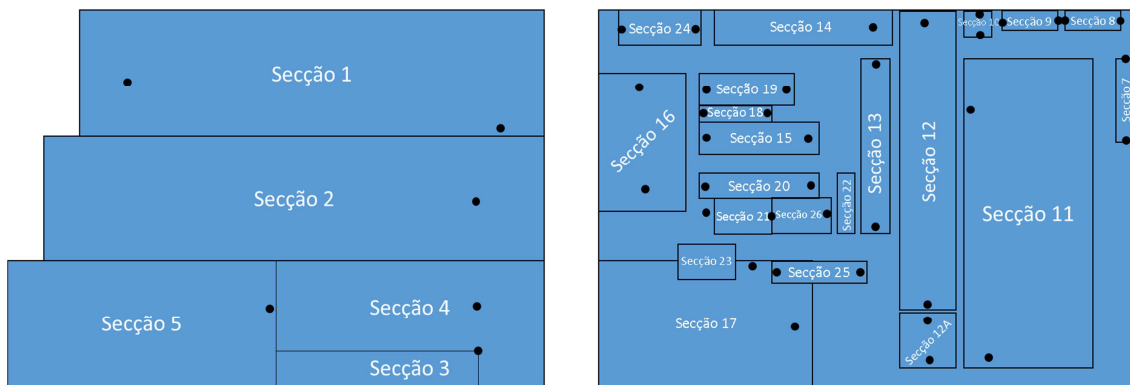 Secção 1
Secção 2
Secção 4
Secção 5
Secção 3
Secção 24
Secção 14
Secção 10
Secção 9
Secção 8
Secção 7
Secção 19
Secção 18
Secção 15
Secção 16
Secção 13
Secção 12
Secção 20
Secção 22
Secção 21
Secção 26
Secção 11
Secção 23
Secção 25
Secção 17
Secção 12A